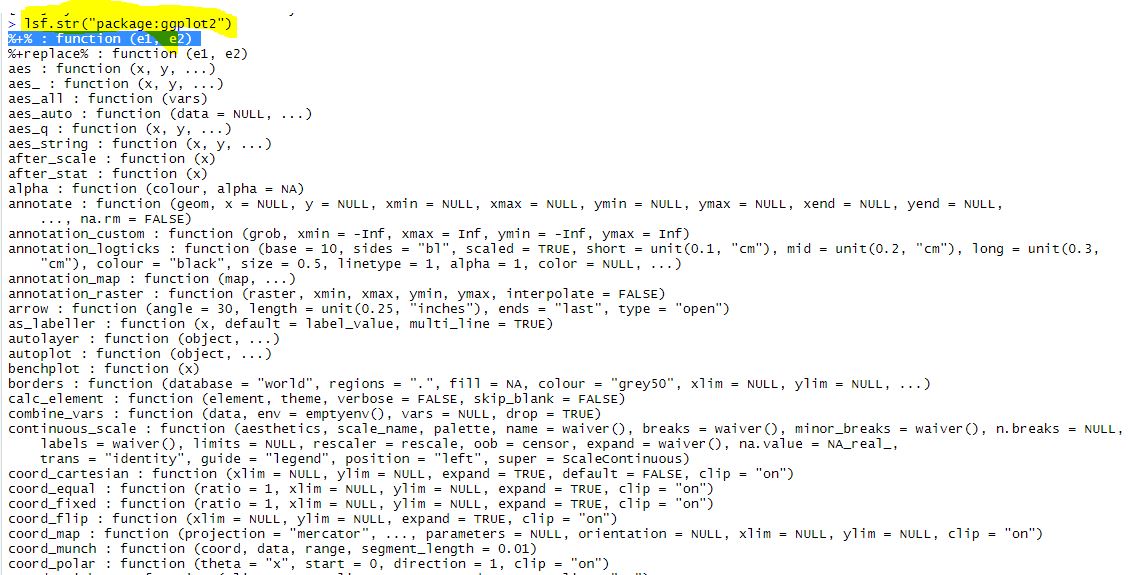 > lsf.str("package:ggplot2")
%+% : function (e1, e2)
%+replace% : function (e1, e2)
aes : function (x, y, ...)
aes_ : function (x, y, ...)
aes_all : function (vars)
aes_auto : function (data = NULL, ...)
aes_q : function (x, y, ...)
aes_string : function (x, y, ...)
after_scale : function (x)
after_stat : function (x)
alpha : function (colour, alpha = NA)
annotate : function (geom, x = NULL, y = NULL, xmin = NULL, xmax = NULL, ymin = NULL, ymax = NULL, xend = NULL, yend = NULL,
..., na.rm = FALSE)
annotation_custom : function (grob, xmin = -Inf, xmax = Inf, ymin = -Inf, ymax = Inf)
annotation_logticks : function (base = 10, sides = "bl", scaled = TRUE, short = unit(0.1, "cm"), mid = unit(0.2, "cm"), long = unit(0.3,
"cm"), colour = "black", size = 0.5, linetype = 1, alpha = 1, color = NULL, ...)
annotation_map : function (map, ...)
annotation_raster : function (raster, xmin, xmax, ymin, ymax, interpolate = FALSE)
arrow : function (angle = 30, length = unit(0.25, "inches"), ends = "last", type = "open")
as_labeller : function (x, default = label_value, multi_line = TRUE)
autolayer : function (object, ...)
autoplot : function (object, ...)
benchplot : function (x)
borders : function (database = "world", regions = ".", fill = NA, colour = "grey50", xlim = NULL, ylim = NULL, ...)
calc_element : function (element, theme, verbose = FALSE, skip_blank = FALSE)
combine_vars : function (data, env = emptyenv(), vars = NULL, drop = TRUE)
continuous_scale : function (aesthetics, scale_name, palette, name = waiver(), breaks = waiver(), minor_breaks = waiver(), n.breaks = NULL,
labels = waiver(), limits = NULL, rescaler = rescale, oob = censor, expand = waiver(), na.value = NA_real_,
trans = "identity", guide = "legend", position = "left", super = ScaleContinuous)
coord_cartesian : function (xlim = NULL, ylim = NULL, expand = TRUE, default = FALSE, clip = "on")
coord_equal : function (ratio = 1, xlim = NULL, ylim = NULL, expand = TRUE, clip = "on")
coord_fixed : function (ratio = 1, xlim = NULL, ylim = NULL, expand = TRUE, clip = "on")
coord_flip : function (xlim = NULL, ylim = NULL, expand = TRUE, clip = "on")
coord_map : function (projection = "mercator", ..., parameters = NULL, orientation = NULL, xlim = NULL, ylim = NULL, clip = "on")
coord_munch : function (coord, data, range, segment_length = 0.01)
coord_polar : function (theta = "x", start = 0, direction = 1, clip = "on")